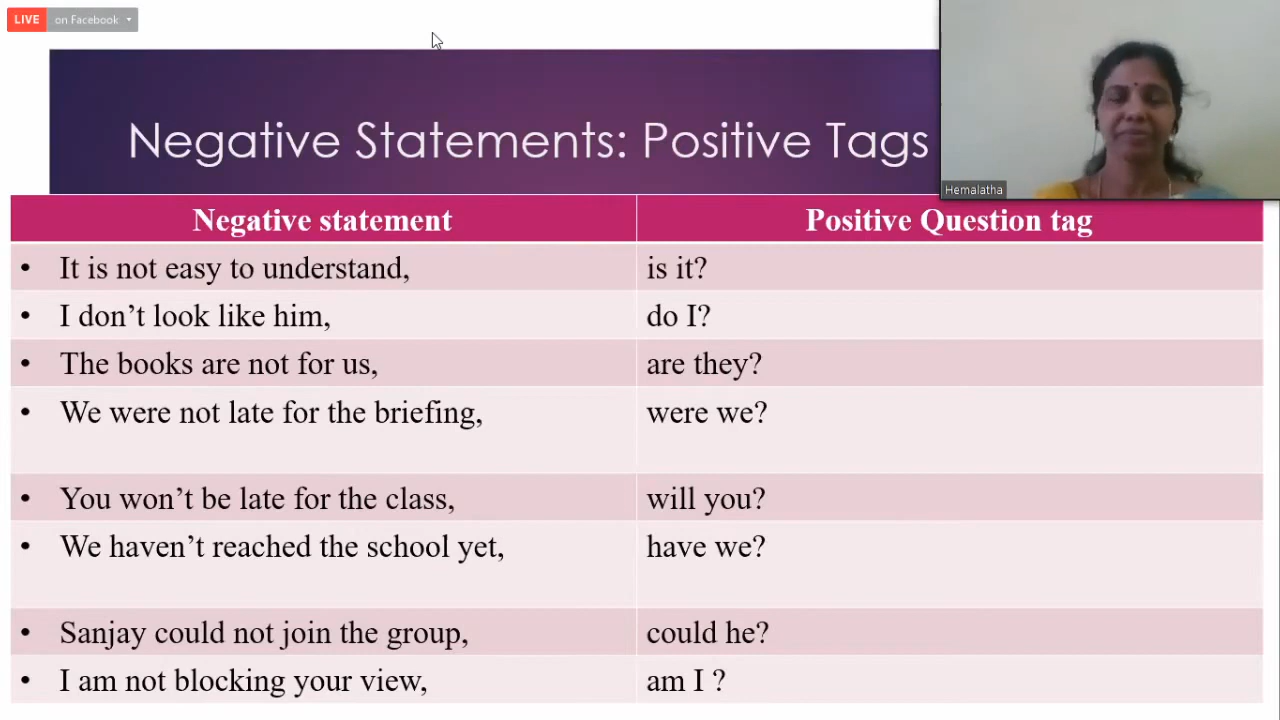 LIVE on Facebook
Negative Statements: Positive Tags
Hemalatha
Negative statement Positive Question tag
• It is not easy to understand, is it?
• I don’t look like him, do I?
• The books are not for us, are they?
• We were not late for the briefing, were we?
• You won’t be late for the class, will you?
• We haven’t reached the school yet, have we?
• Sanjay could not join the group, could he?
• I am not blocking your view, am I ?